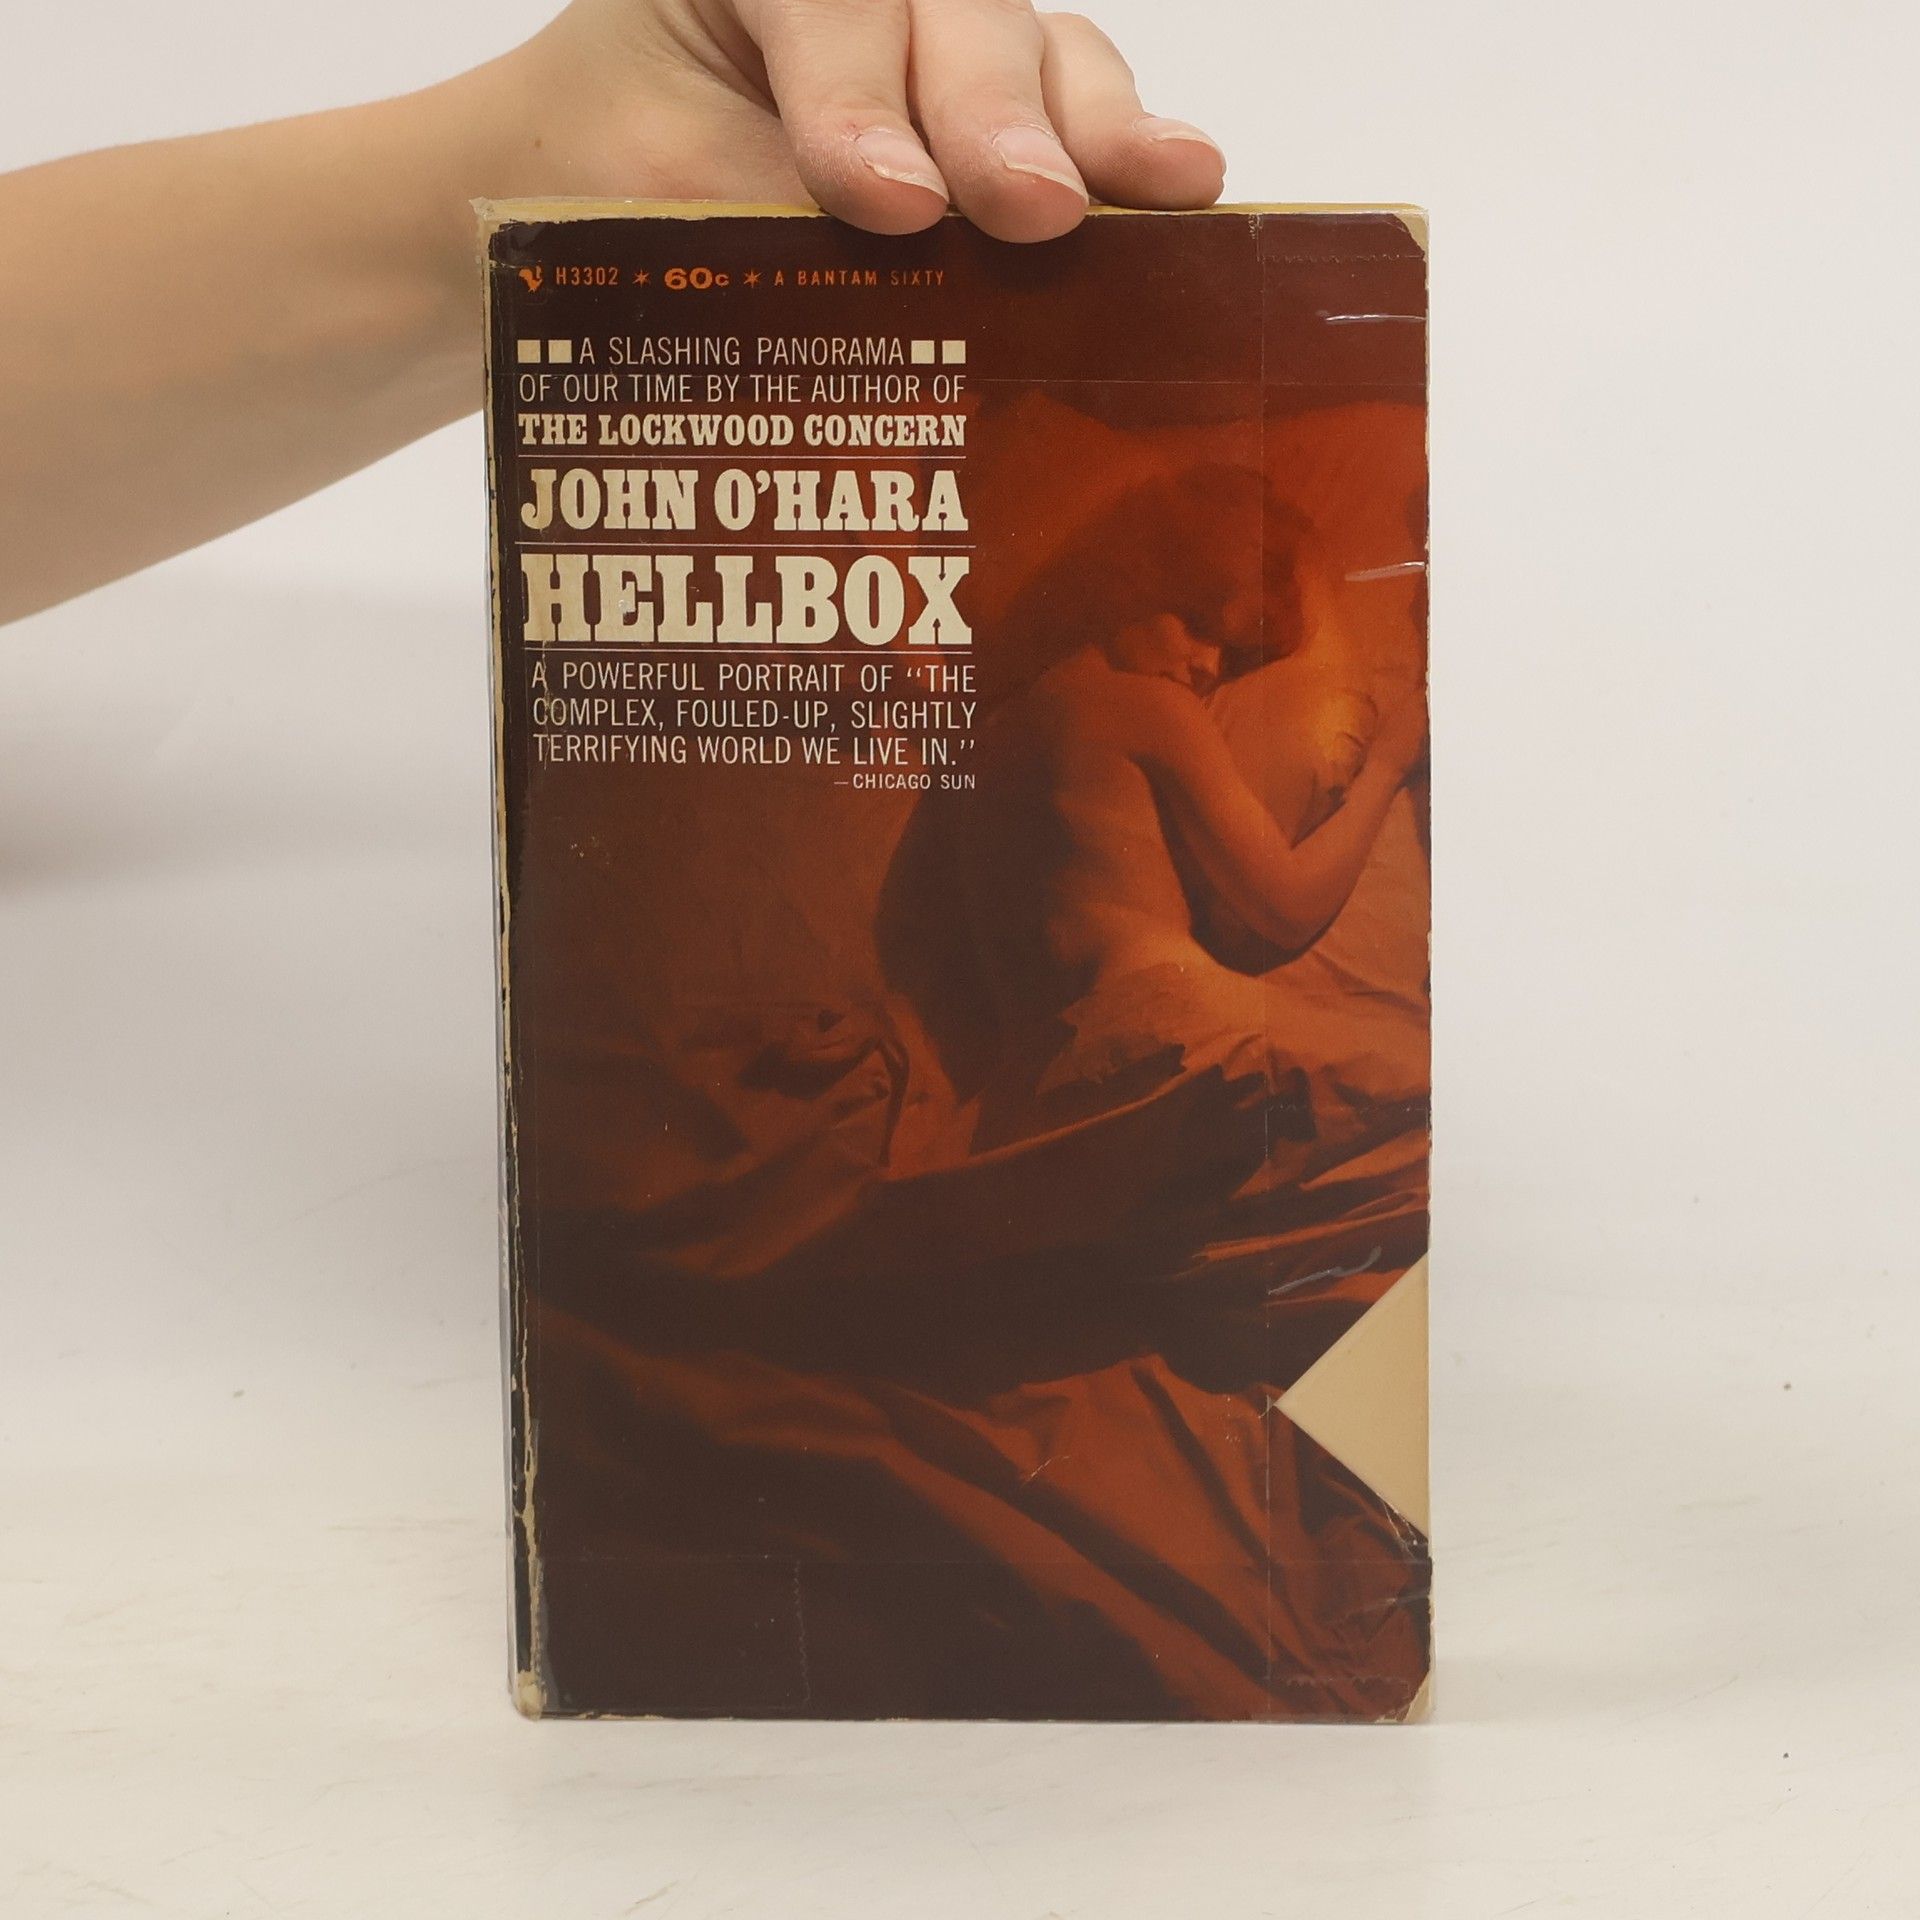 H3302 * 60c * A BANTAM SIXTY
A SLASHING PANORAMA
OF OUR TIME BY THE AUTHOR OF
THE LOCKWOOD CONCERN
JOHN O'HARA
HELLBOX
A POWERFUL PORTRAIT OF “THE
COMPLEX, FOULED-UP, SLIGHTLY
TERRIFYING WORLD WE LIVE IN.”
—CHICAGO SUN